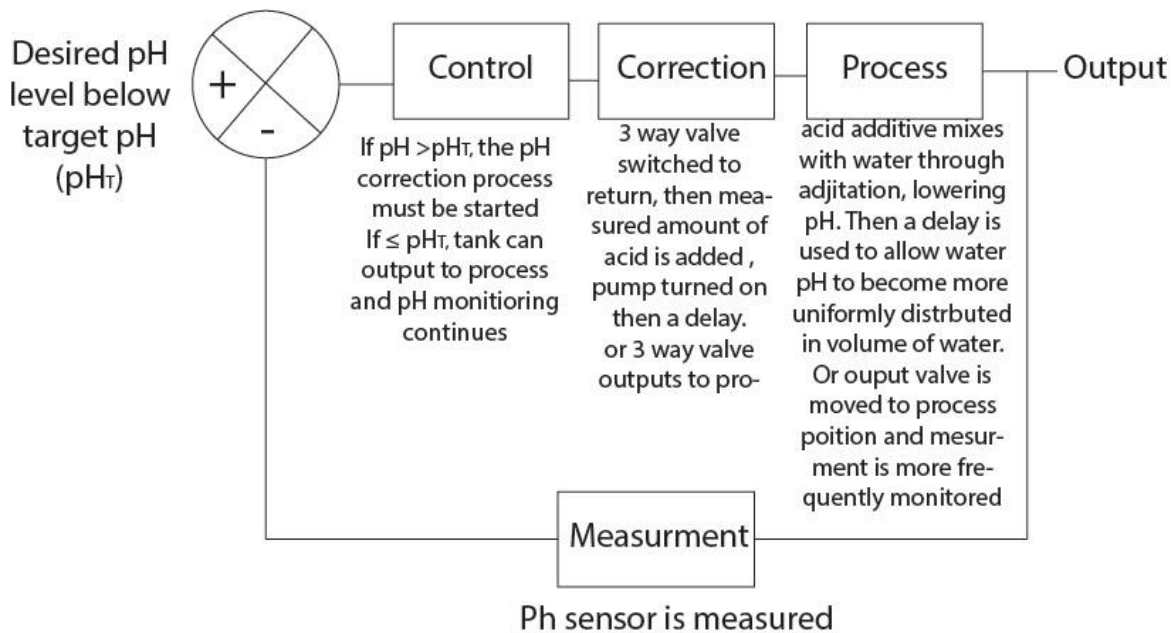 Desired pH
level below
target pH
(pHT)
+
-
Control
If pH >pHT, the pH
correction process
must be started
If ≤ pHT, tank can
output to process
and pH monitioring
continues
Correction
3 way valve
switched to
return, then mea-
sured amount of
acid is added ,
pump turned on
then a delay.
or 3 way valve
outputs to pro-
Process
acid additive mixes
with water through
adjitation, lowering
pH. Then a delay is
used to allow water
pH to become more
uniformly distrbuted
in volume of water.
Or ouput valve is
moved to process
poition and mesur-
ment is more fre-
quently monitored
Output
Measurment
Ph sensor is measured